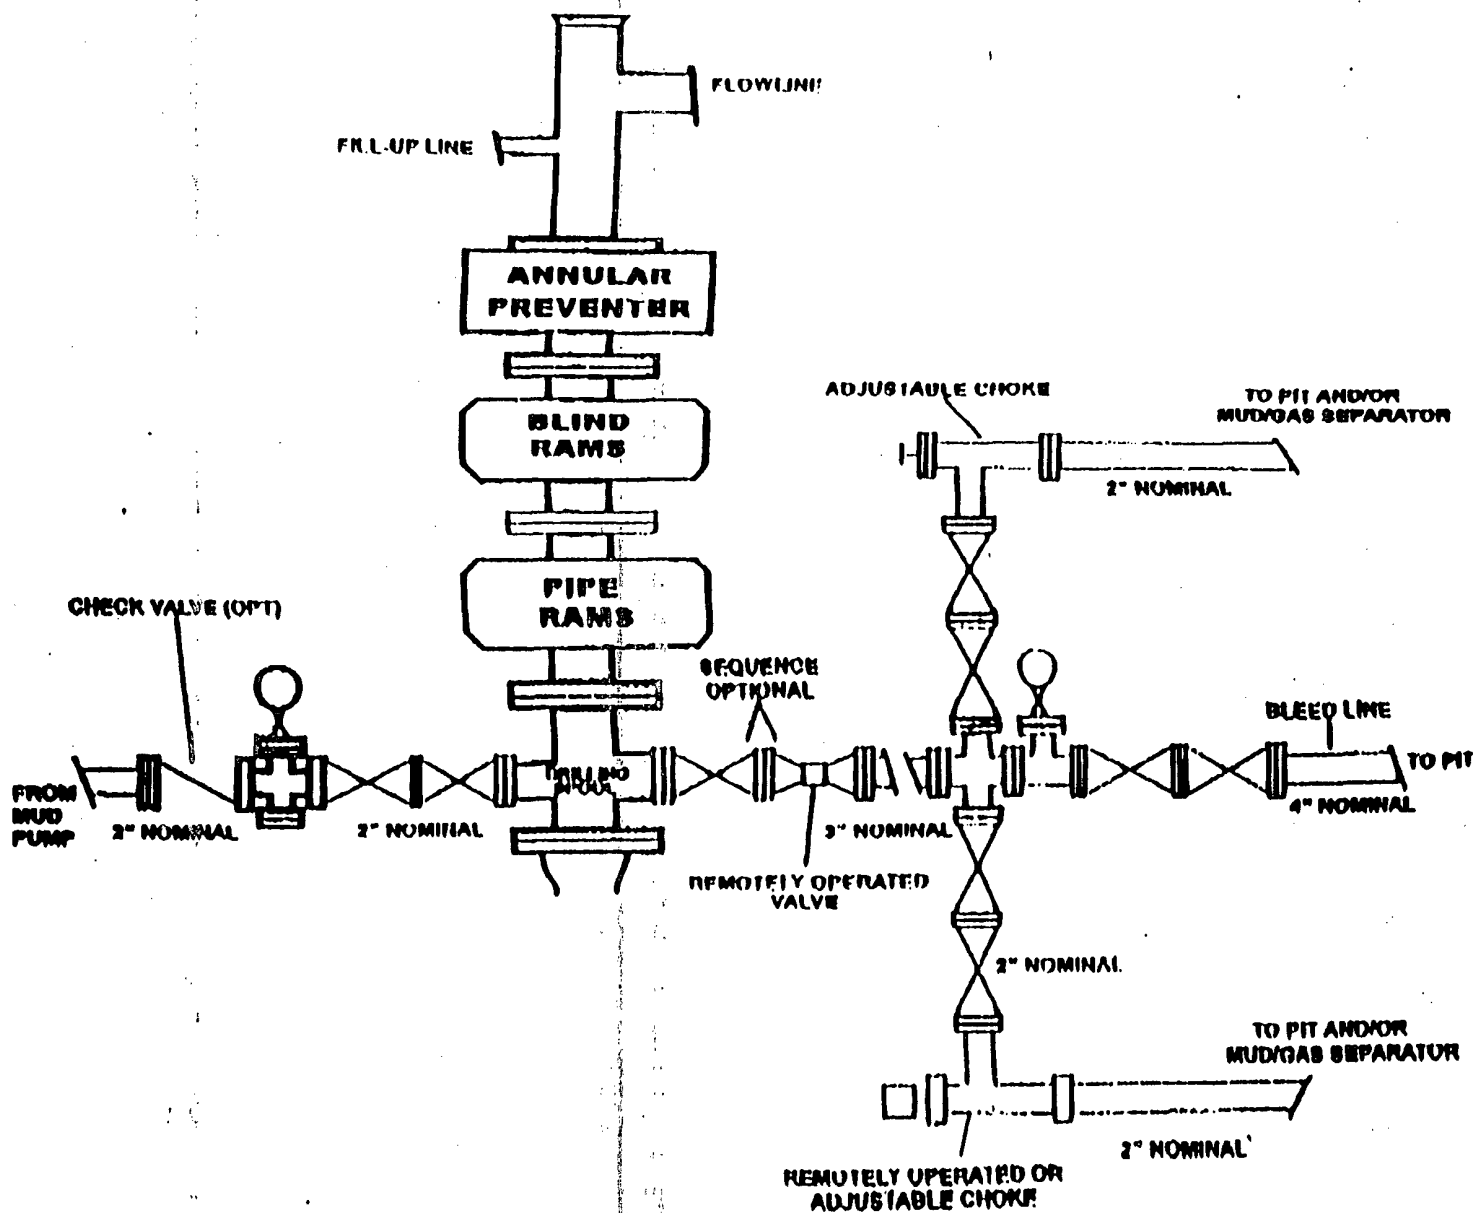 FLOWLINE
FILL-UP LINE
ANNULAR
PREVENTER
BLIND
RAMS
PIPE
RAMS
CHECK VALVE (OPT)
FROM
MUD
PUMP
2" NOMINAL
2" NOMINAL
DRILLING
SPOOL
SEQUENCE
OPTIONAL
REMOTELY OPERATED
VALVE
3" NOMINAL
ADJUSTABLE CHOKE
TO PIT AND/OR
MUD/GAS SEPARATOR
2" NOMINAL
BLEED LINE
TO PIT
4" NOMINAL
2" NOMINAL
TO PIT AND/OR
MUD/GAS SEPARATOR
2" NOMINAL
REMOTELY OPERATED OR
ADJUSTABLE CHOKE